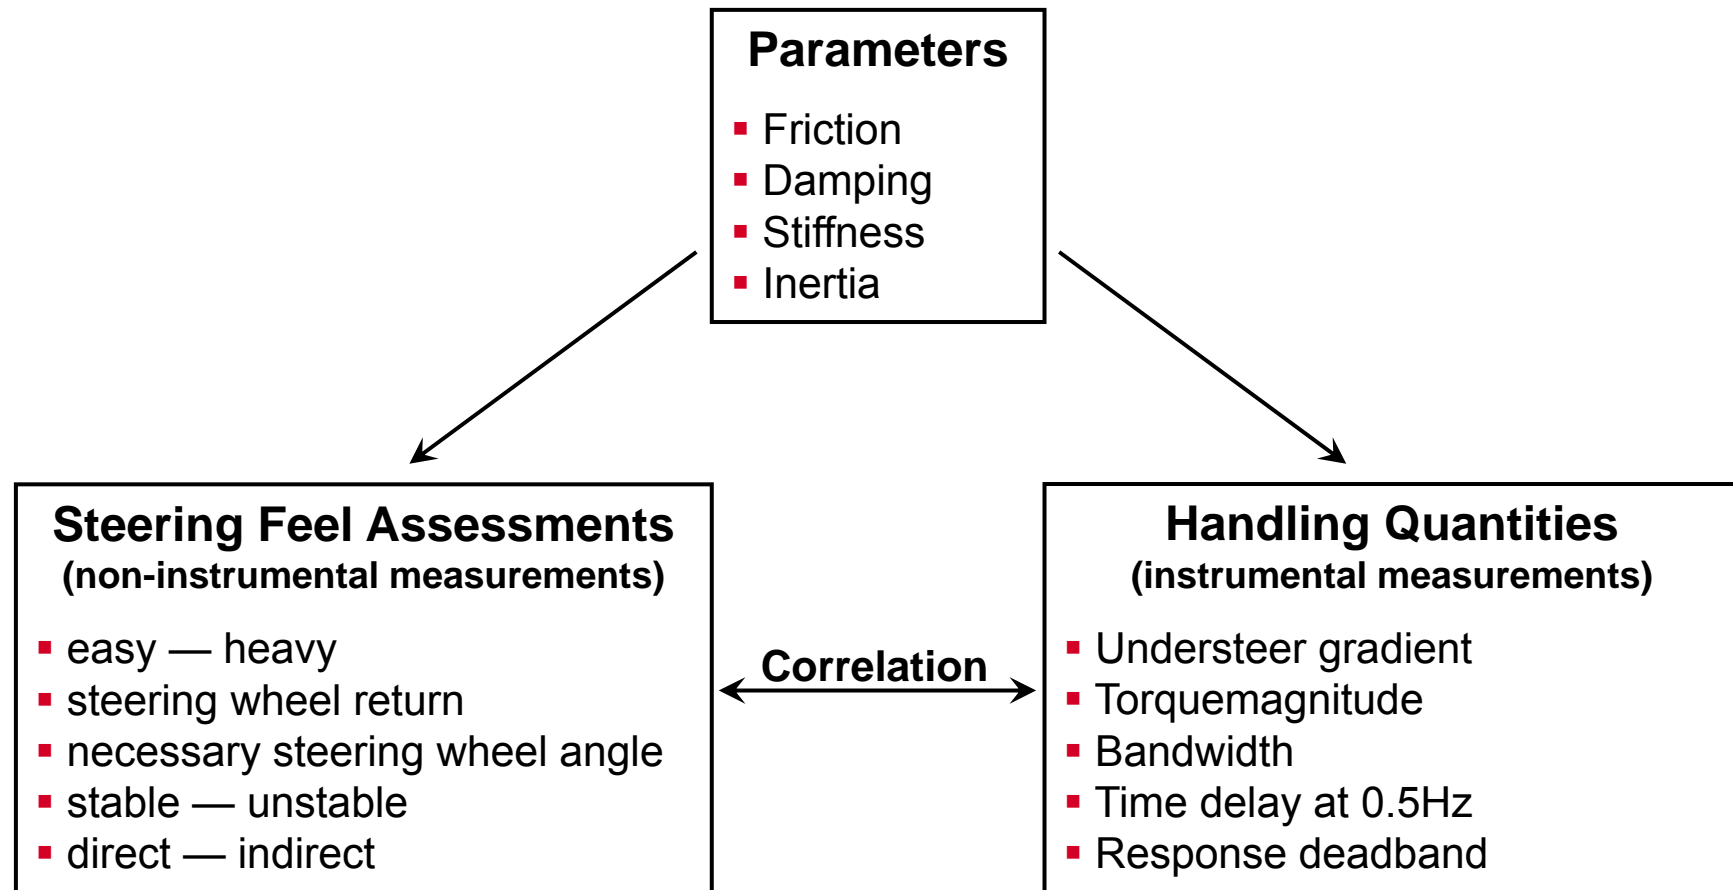 Parameters
▪ Friction
▪ Damping
▪ Stiffness
▪ Inertia
Steering Feel Assessments
(non-instrumental measurements)
▪ easy — heavy
▪ steering wheel return
▪ necessary steering wheel angle
▪ stable — unstable
▪ direct — indirect
Correlation
Handling Quantities
(instrumental measurements)
▪ Understeer gradient
▪ Torquemagnitude
▪ Bandwidth
▪ Time delay at 0.5Hz
▪ Response deadband